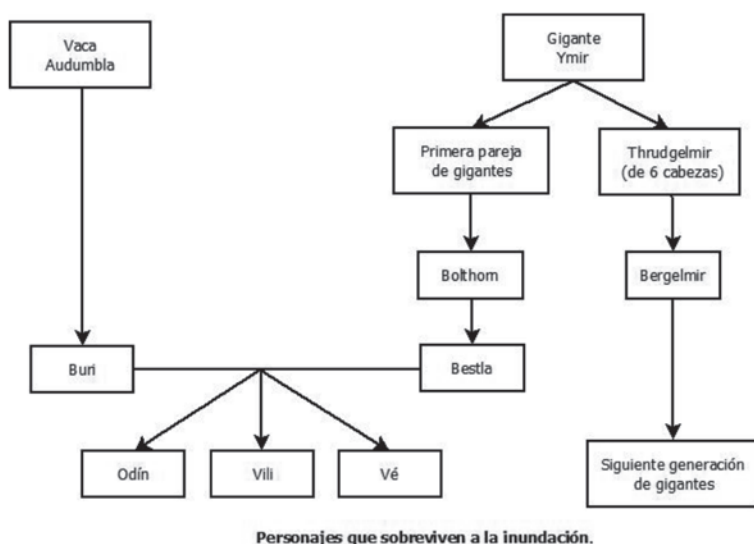 Vaca
Audumbla
Gigante
Ymir
Primera pareja
de gigantes
Thrudgelmir
(de 6 cabezas)
Bolthorn
Bergelmir
Buri
Bestla
Odín
Vili
Vé
Siguiente generación
de gigantes
Personajes que sobreviven a la inundación.